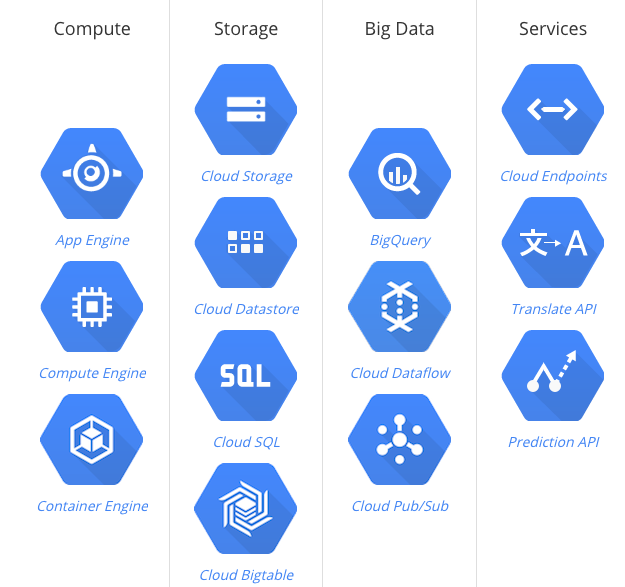 Compute
App Engine
Compute Engine
Container Engine
Storage
Cloud Storage
Cloud Datastore
SQL
Cloud SQL
Cloud Bigtable
Big Data
BigQuery
Cloud Dataflow
Cloud Pub/Sub
Services
Cloud Endpoints
文 A
Translate API
Prediction API